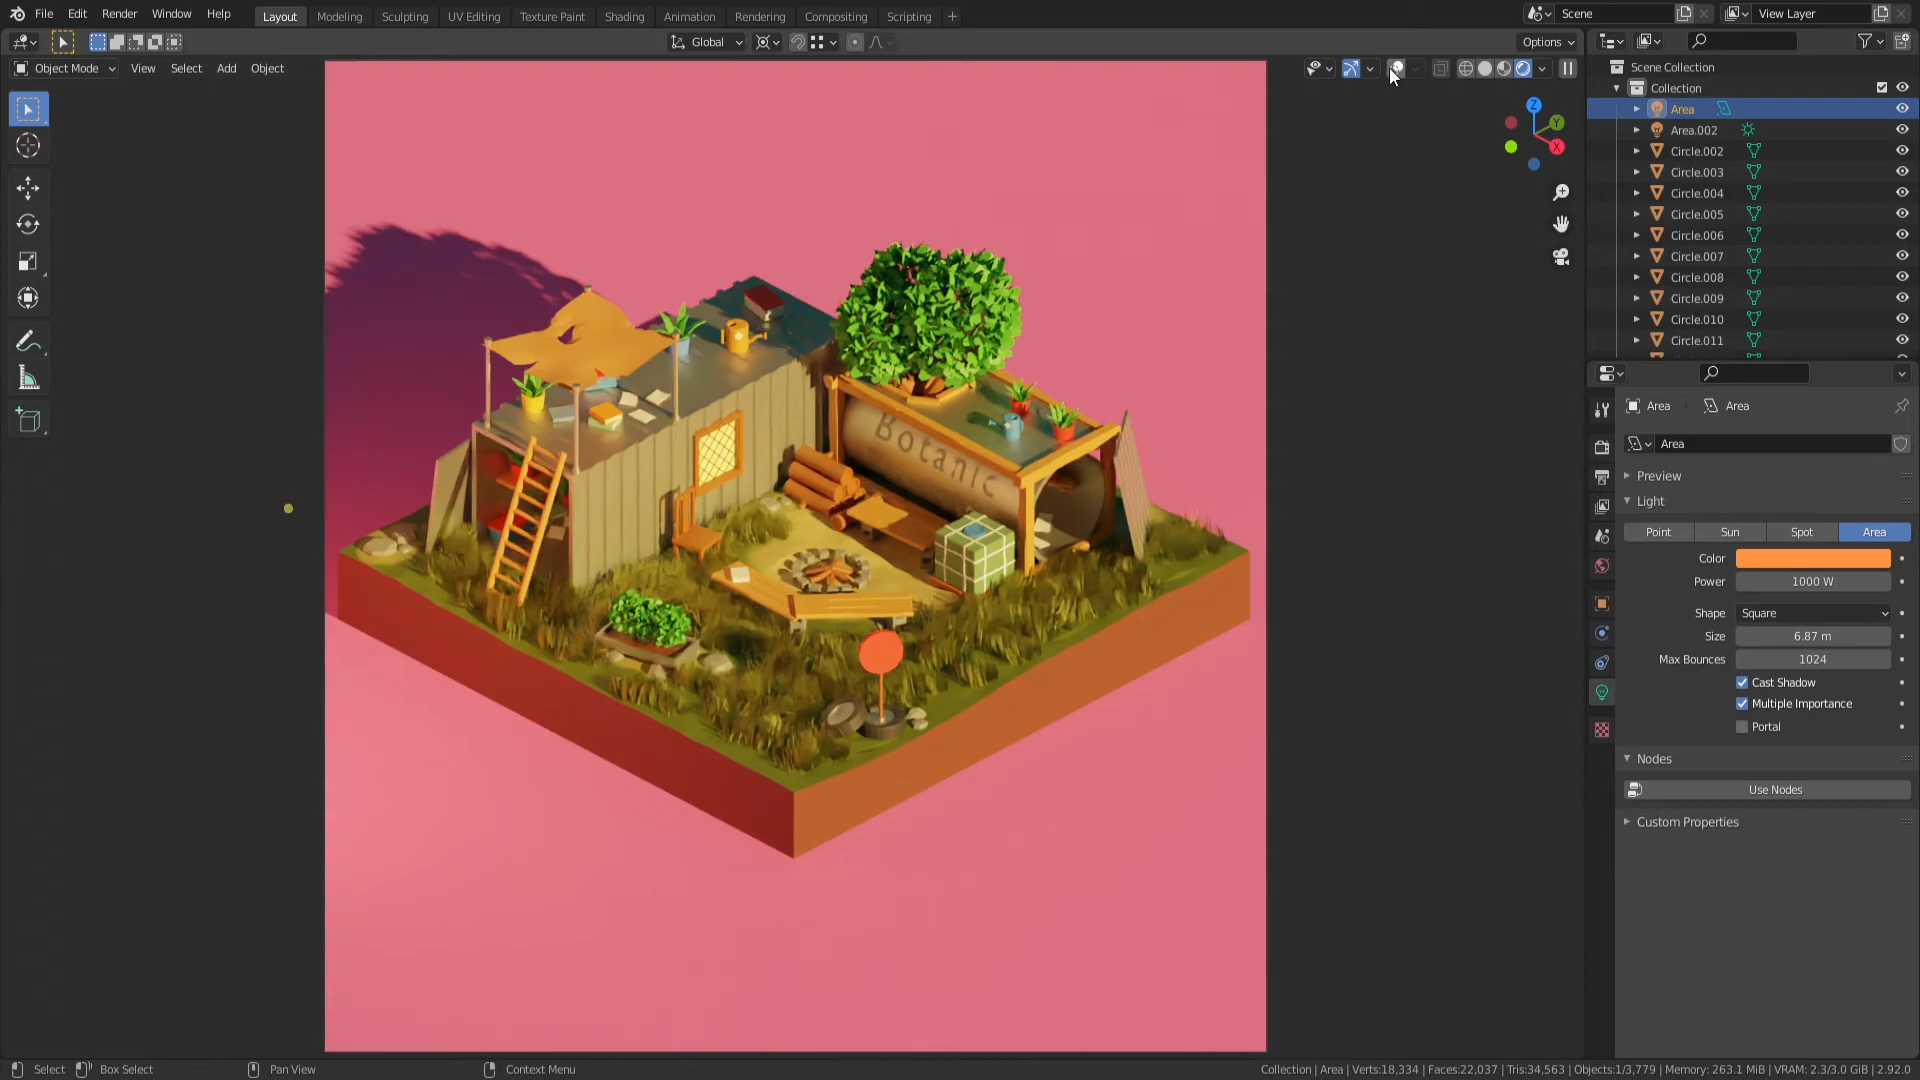 File Edit Render Window Help
Layout Modeling Sculpting UV Editing Texture Paint Shading Animation Rendering Compositing Scripting +
Scene
View Layer
Global
Options
Object Mode View Select Add Object
Z
Y
X
Botanic
Scene Collection
Collection
Area
Area.002
Circle.002
Circle.003
Circle.004
Circle.005
Circle.006
Circle.007
Circle.008
Circle.009
Circle.010
Circle.011
Area Area
Area
Preview
Light
Point Sun Spot Area
Color
Power 1000 W
Shape Square
Size 6.87 m
Max Bounces 1024
Cast Shadow
Multiple Importance
Portal
Nodes
Use Nodes
Custom Properties
Select Box Select Pan View Context Menu
Collection | Area | Verts:18,334 | Faces:22,037 | Tris:34,563 | Objects:1/3,779 | Memory: 263.1 MiB | VRAM: 2.3/3.0 GiB | 2.92.0